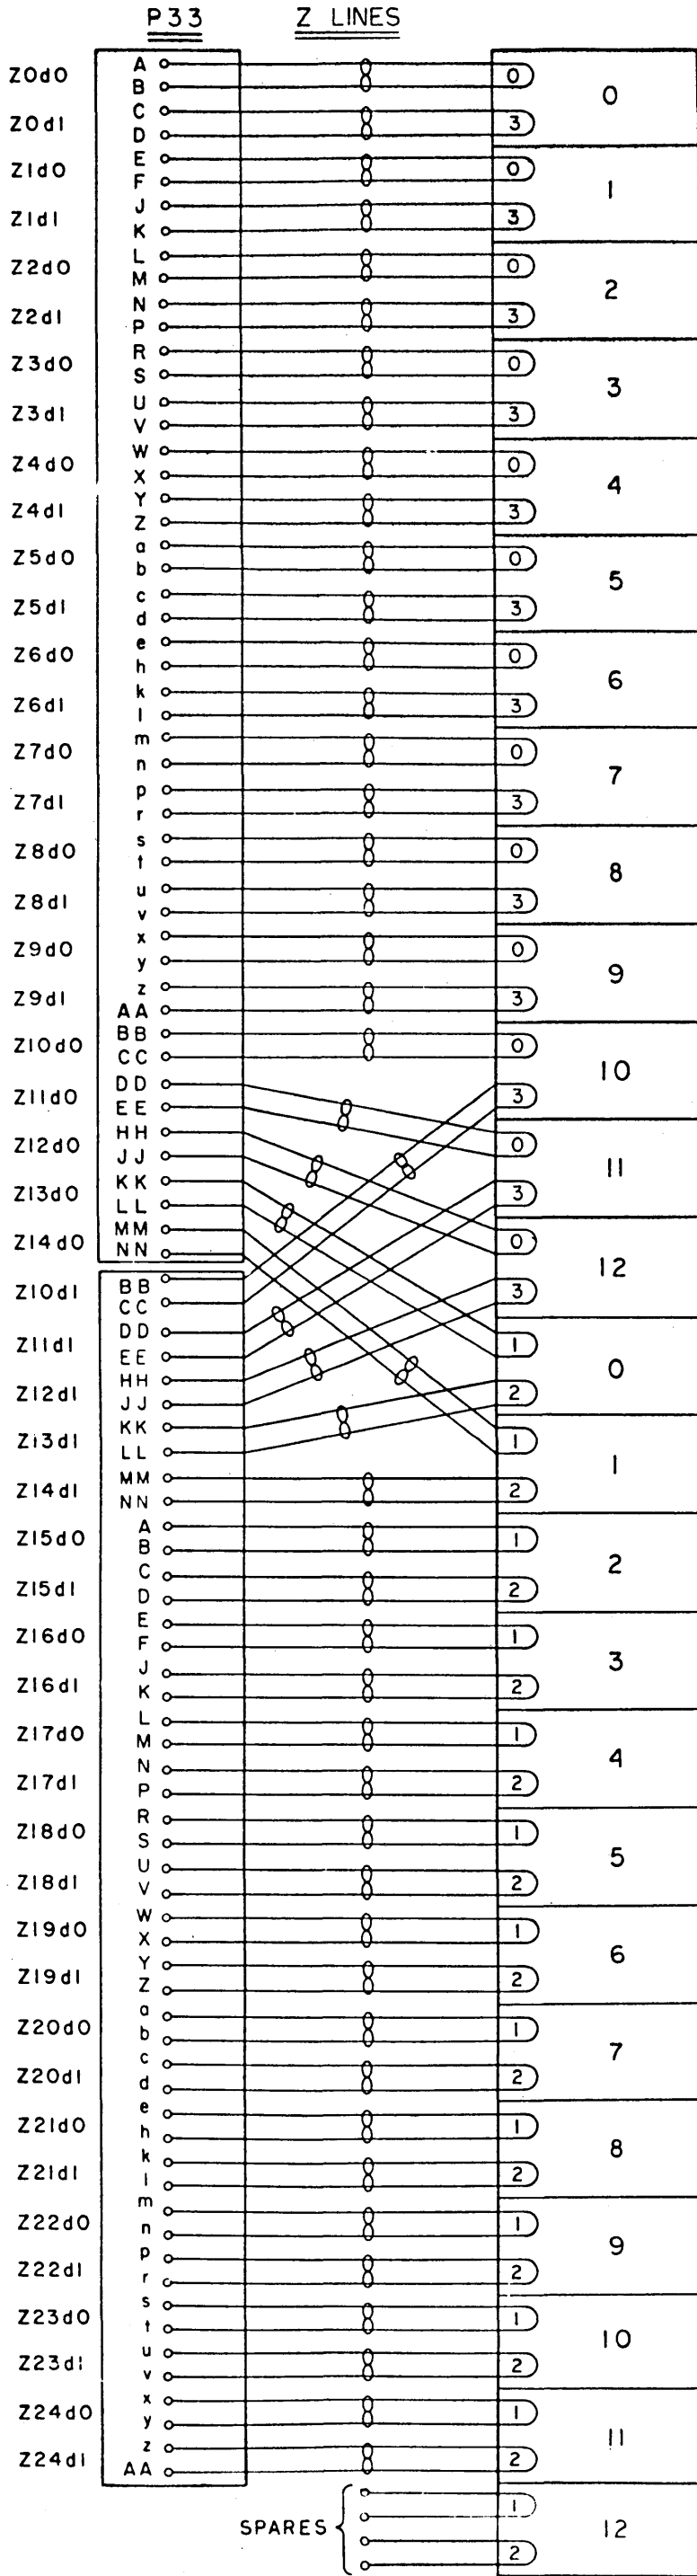 P33 Z LINES
A
Z0d0 0
B 0
C
Z0d1 3
D
E
Z1d0 0
F 1
J
Z1d1 3
K
L
Z2d0 0
M 2
N
Z2d1 3
P
R
Z3d0 0
S 3
U
Z3d1 3
V
W
Z4d0 0
X 4
Y
Z4d1 3
Z
a
Z5d0 0
b 5
c
Z5d1 3
d
e
Z6d0 0
h 6
k
Z6d1 3
l
m
Z7d0 0
n 7
p
Z7d1 3
r
s
Z8d0 0
t 8
u
Z8d1 3
v
x
Z9d0 0
y 9
z
Z9d1 3
AA
BB
Z10d0 0
CC 10
DD
Z11d0 3
EE
HH
Z12d0 0
JJ 11
KK
Z13d0 3
LL
MM
Z14d0 0
NN 12
BB
Z10d1 3
CC
DD
Z11d1 1
EE 0
HH
Z12d1 2
JJ
KK
Z13d1 1
LL 1
MM
Z14d1 2
NN
A
Z15d0 1
B 2
C
Z15d1 2
D
E
Z16d0 1
F 3
J
Z16d1 2
K
L
Z17d0 1
M 4
N
Z17d1 2
P
R
Z18d0 1
S 5
U
Z18d1 2
V
W
Z19d0 1
X 6
Y
Z19d1 2
Z
a
Z20d0 1
b 7
c
Z20d1 2
d
e
Z21d0 1
h 8
k
Z21d1 2
l
m
Z22d0 1
n 9
p
Z22d1 2
r
s
Z23d0 1
t 10
u
Z23d1 2
v
x
Z24d0 1
y 11
z
Z24d1 2
AA
1
SPARES 12
2